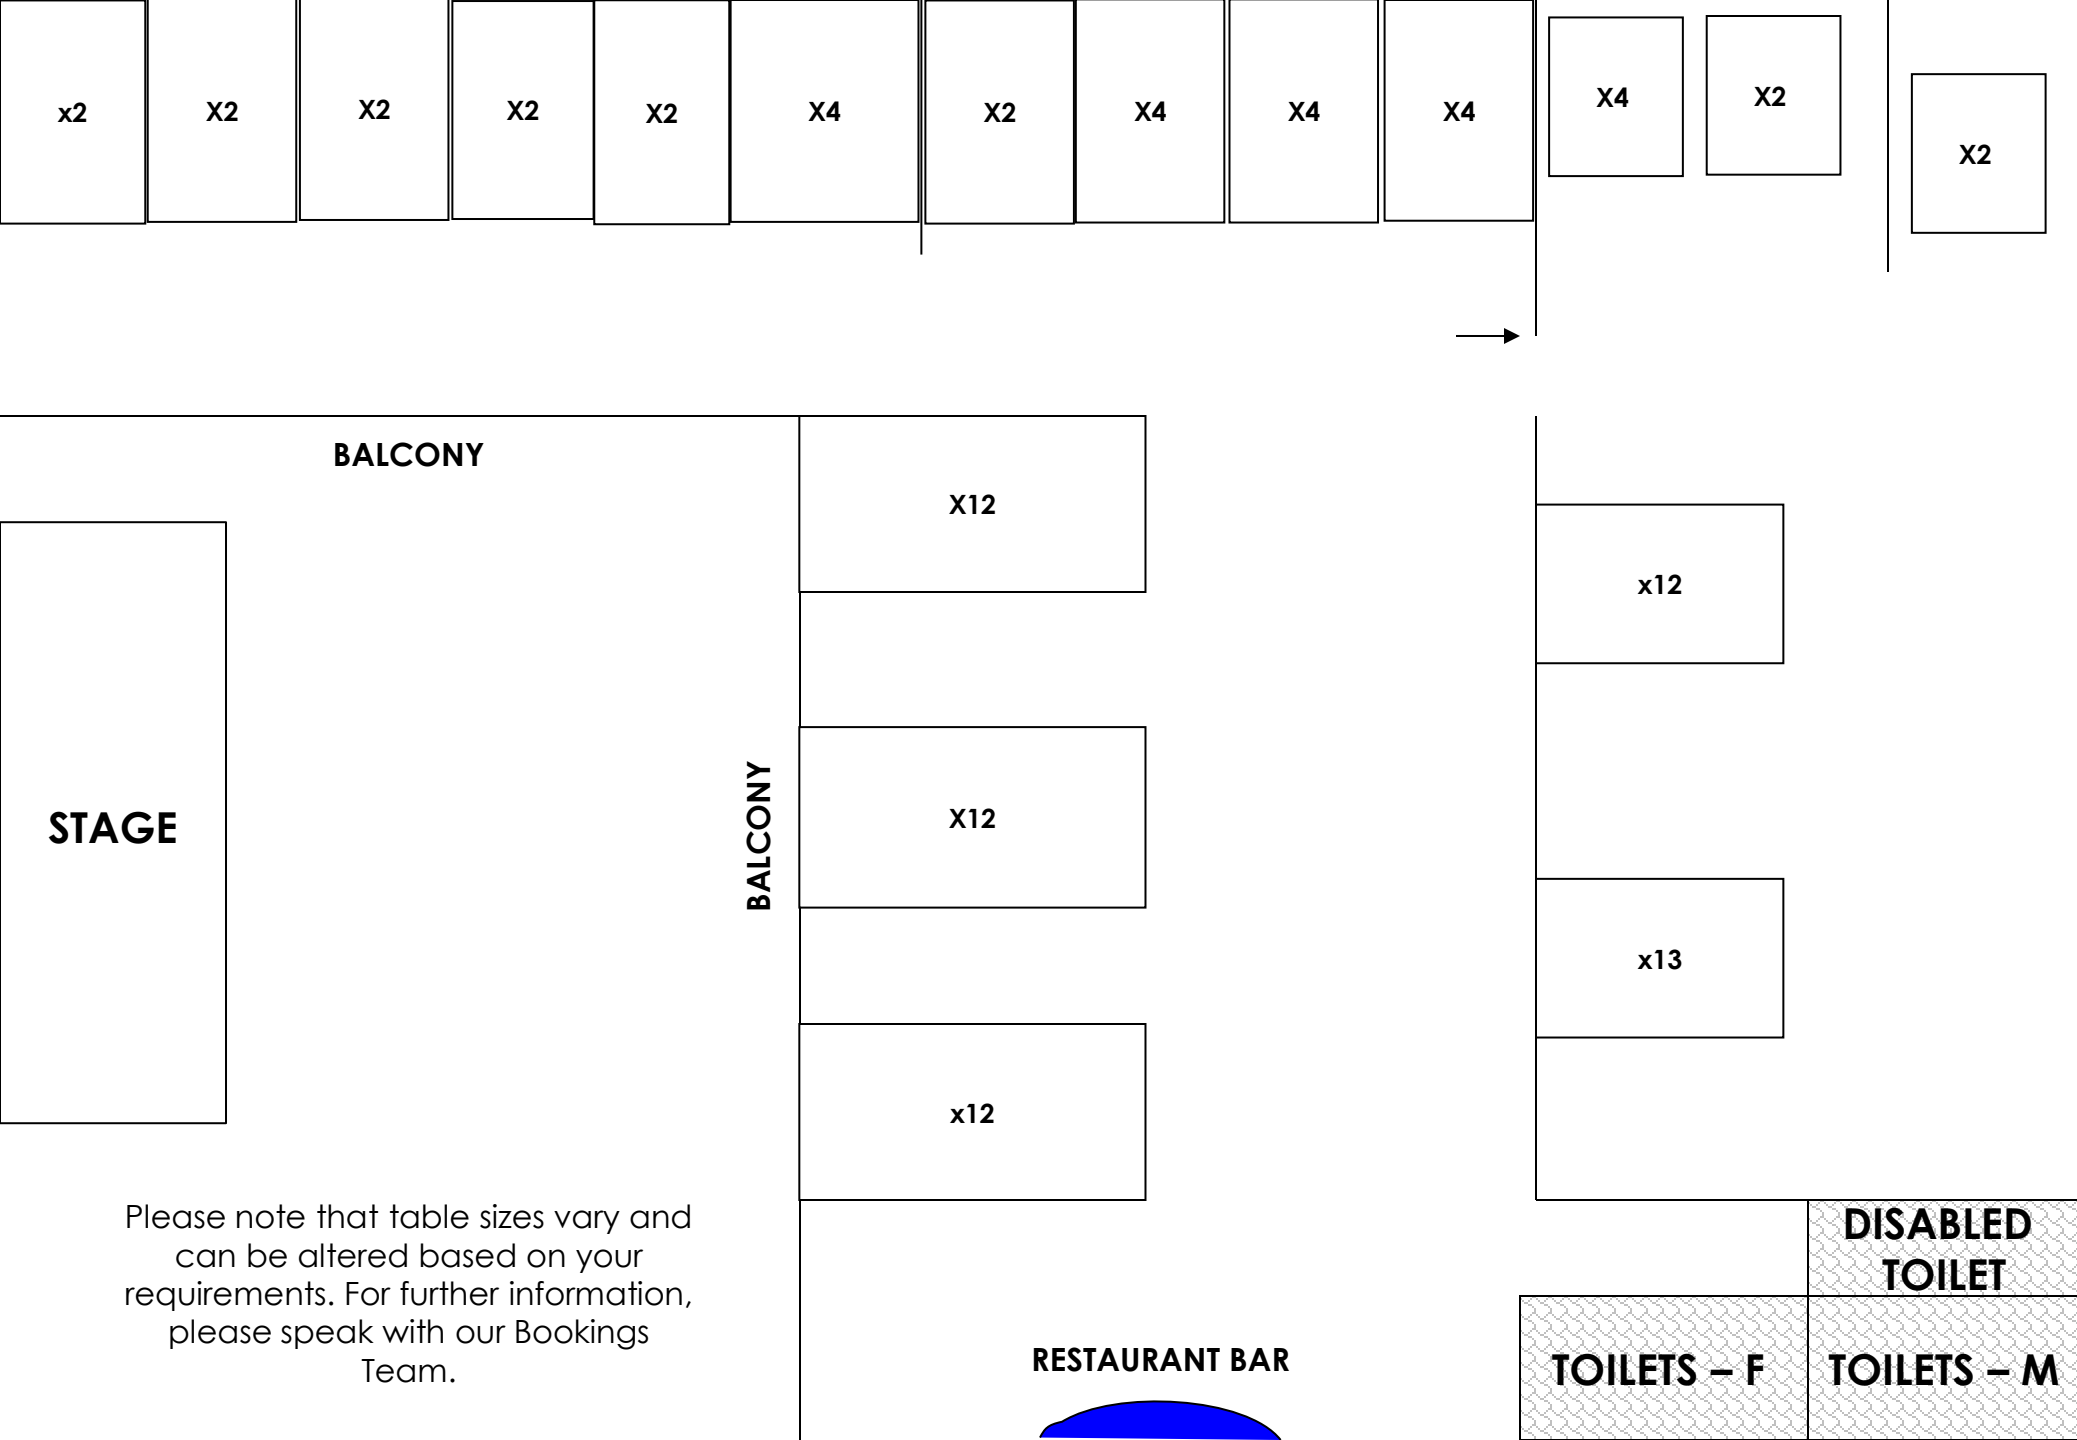 x2
X2
X2
X2
X2
X4
X2
X4
X4
X4
X4
X2
X2
BALCONY
X12
x12
STAGE
BALCONY
X12
x13
x12
Please note that table sizes vary and
can be altered based on your
requirements. For further information,
please speak with our Bookings
Team.
DISABLED
TOILET
RESTAURANT BAR
TOILETS – F
TOILETS – M